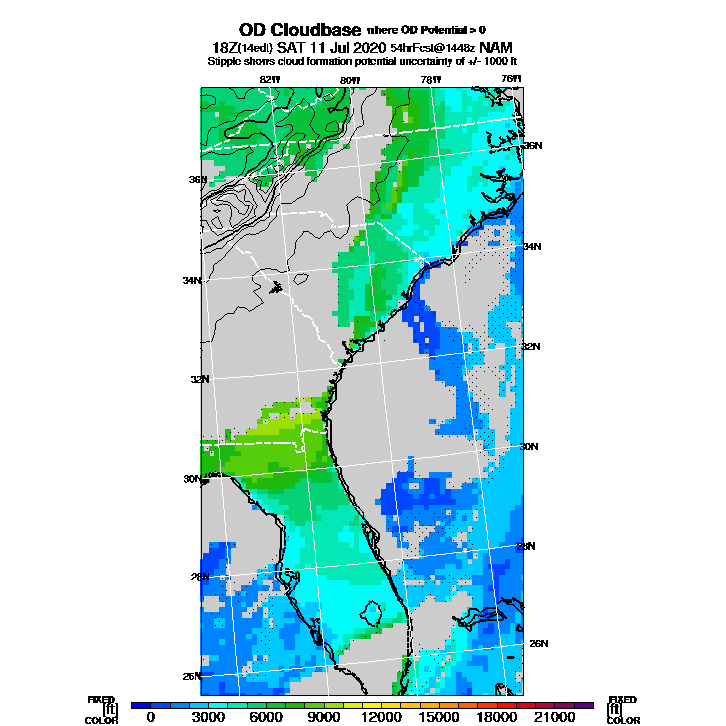 OD Cloudbase where OD Potential > 0
18Z(14edt) SAT 11 Jul 2020 54hrFcst@1448z NAM
Stipple shows cloud formation potential uncertainty of +/- 1000 ft
82W 80W 78W 76W
36N
36N
34N
34N
32N
32N
30N
30N
28N
28N
26N
26N
FIXED FIXED
[ft] [ft]
COLOR 0 3000 6000 9000 12000 15000 18000 21000 COLOR